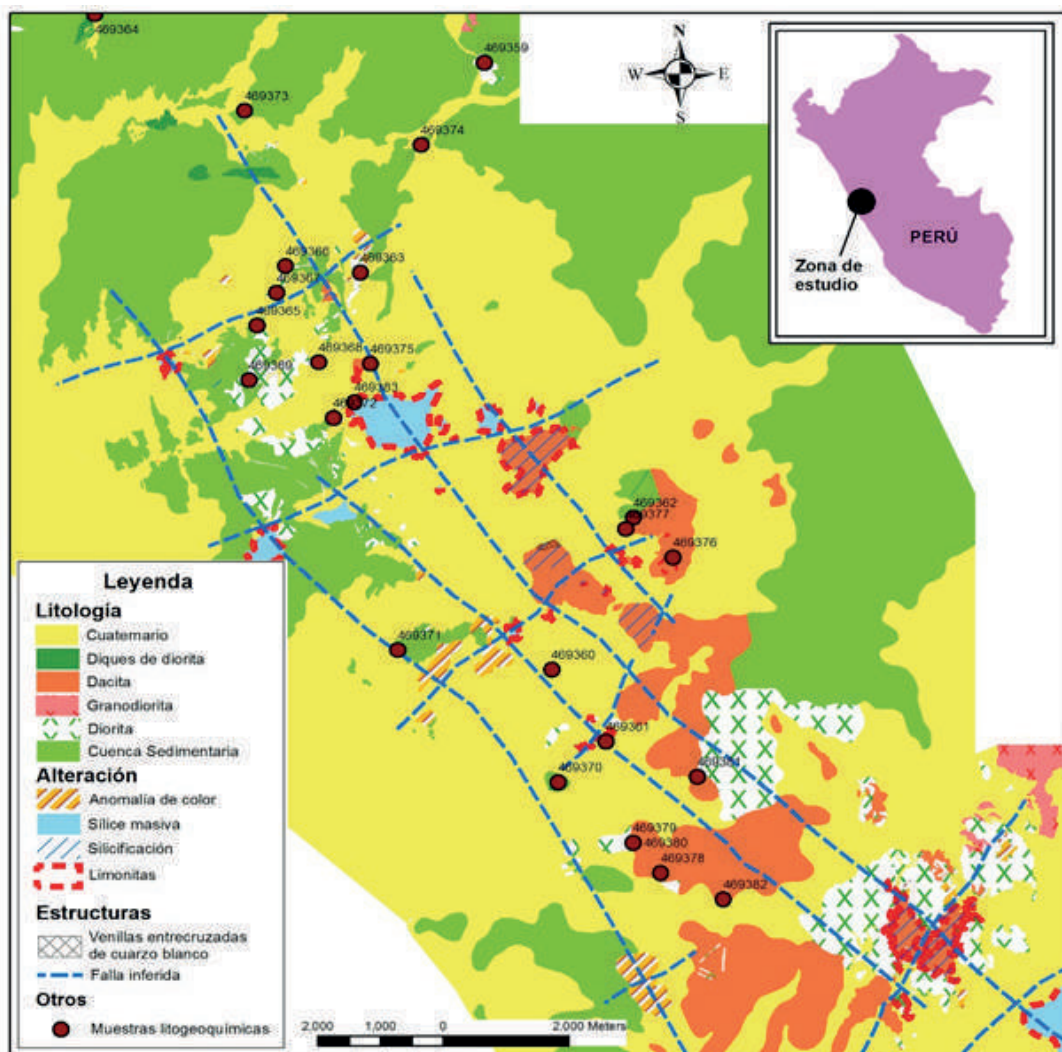 469364
469359
N
W E
S
469373
469374
PERÚ
Zona de
estudio
469366
469363
469367
469365
469368
469375
469369
469383
469362
469376
469371
469360
469361
469370
469379
469380
469378
469382
Leyenda
Litología
Cuaternario
Diques de diorita
Dacita
Granodiorita
Diorita
Cuenca Sedimentaria
Alteración
Anomalía de color
Sílice masiva
Silicificación
Limonitas
Estructuras
Venillas entrecruzadas
de cuarzo blanco
Falla inferida
Otros
Muestras litogeoquímicas
2,000 1,000 0 2,000 Meters